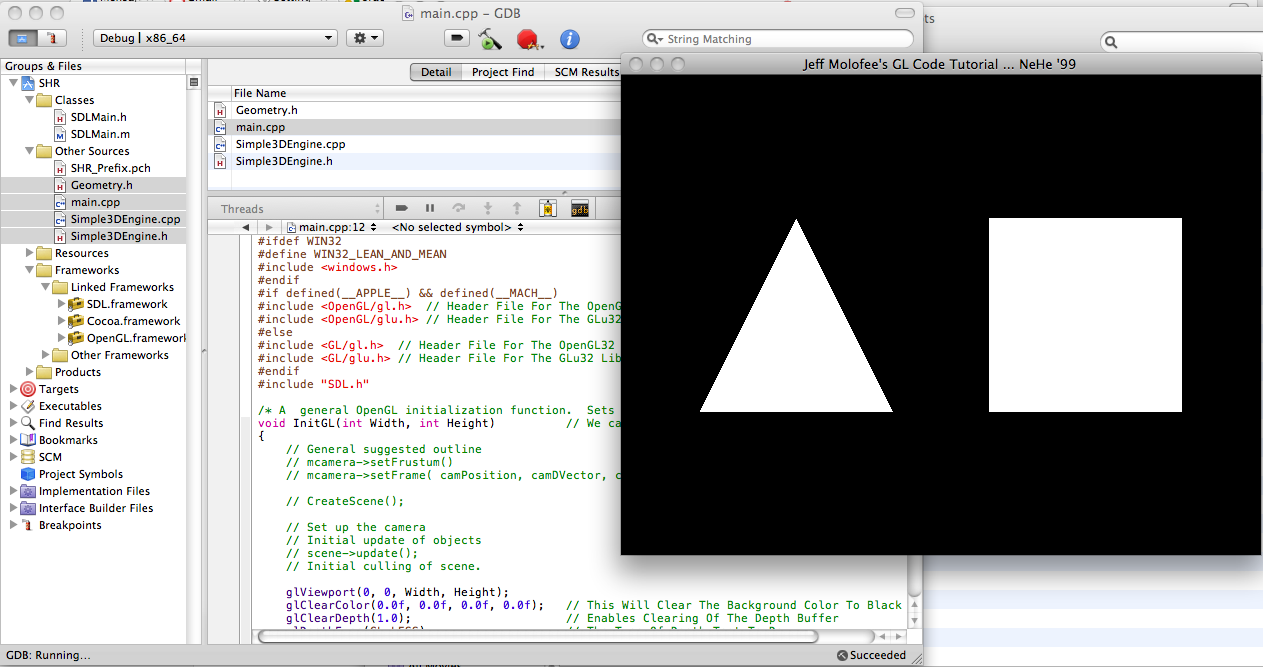 main.cpp – GDB
Debug | x86_64
String Matching
Groups & Files
SHR
Classes
SDLMain.h
SDLMain.m
Other Sources
SHR_Prefix.pch
Geometry.h
main.cpp
Simple3DEngine.cpp
Simple3DEngine.h
Resources
Frameworks
Linked Frameworks
SDL.framework
Cocoa.framework
OpenGL.framework
Other Frameworks
Products
Targets
Executables
Find Results
Bookmarks
SCM
Project Symbols
Implementation Files
Interface Builder Files
Breakpoints
Detail Project Find SCM Results
File Name
Geometry.h
main.cpp
Simple3DEngine.cpp
Simple3DEngine.h
Threads
gdb
main.cpp:12 <No selected symbol>
#ifdef WIN32
#define WIN32_LEAN_AND_MEAN
#include <windows.h>
#endif
#if defined(__APPLE__) && defined(__MACH__)
#include <OpenGL/gl.h> // Header File For The OpenG
#include <OpenGL/glu.h> // Header File For The GLu32
#else
#include <GL/gl.h> // Header File For The OpenGL32
#include <GL/glu.h> // Header File For The GLu32 Lib
#endif
#include "SDL.h"
/* A general OpenGL initialization function. Sets
void InitGL(int Width, int Height) // We ca
{
// General suggested outline
// mcamera->setFrustum()
// mcamera->setFrame( camPosition, camDVector, c
// CreateScene();
// Set up the camera
// Initial update of objects
// scene->update();
// Initial culling of scene.
glViewport(0, 0, Width, Height);
glClearColor(0.0f, 0.0f, 0.0f, 0.0f); // This Will Clear The Background Color To Black
glClearDepth(1.0); // Enables Clearing Of The Depth Buffer
GDB: Running...
Succeeded
ts
Jeff Molofee's GL Code Tutorial ... NeHe '99